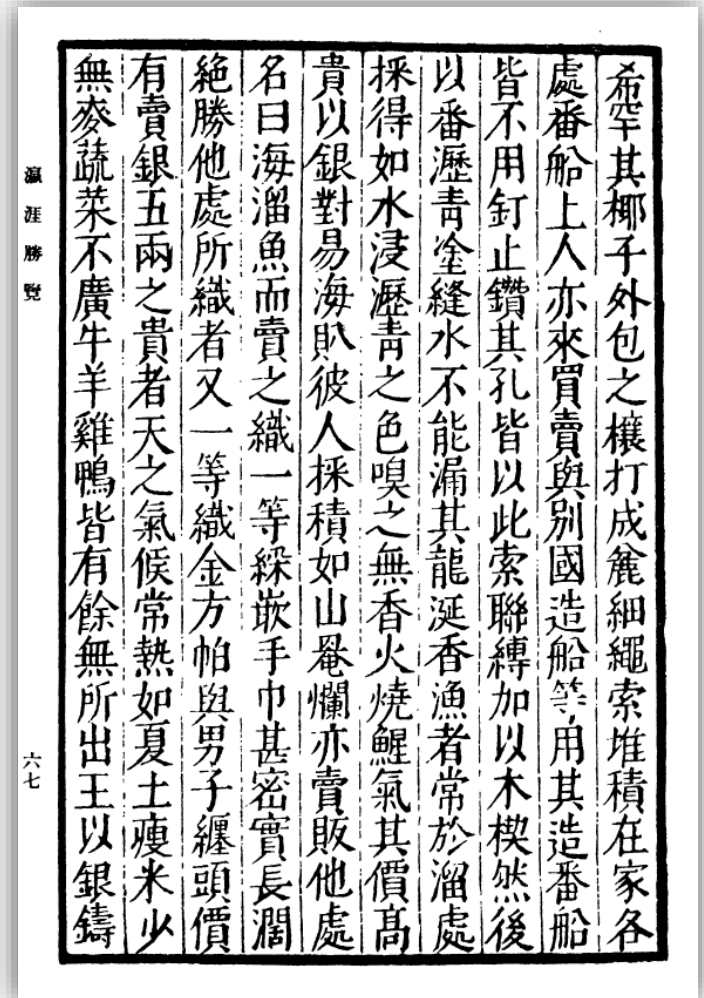 希罕其椰子外包之穰打成麄細繩索堆積在家各
處番船上人亦來買賣與别國造船等用其造番船
皆不用釘止鑽其孔皆以此索聯縳加以木楔然後
以番瀝青塗縫水不能漏其龍涎香漁者常於溜處
採得如水浸瀝青之色嗅之無香火燒鯹氣其價髙
貴以銀對易海𧴩彼人採積如山罨爛亦賣販他處
名曰海溜魚而賣之織一等綵嵌手巾甚密實長濶
絶勝他處所織者又一等織金方帕與男子纒頭價
有賣銀五兩之貴者天之氣候常熱如夏土瘦米少
無麥蔬菜不廣牛羊雞鴨皆有餘無所出王以銀鑄
瀛涯勝覽
六七